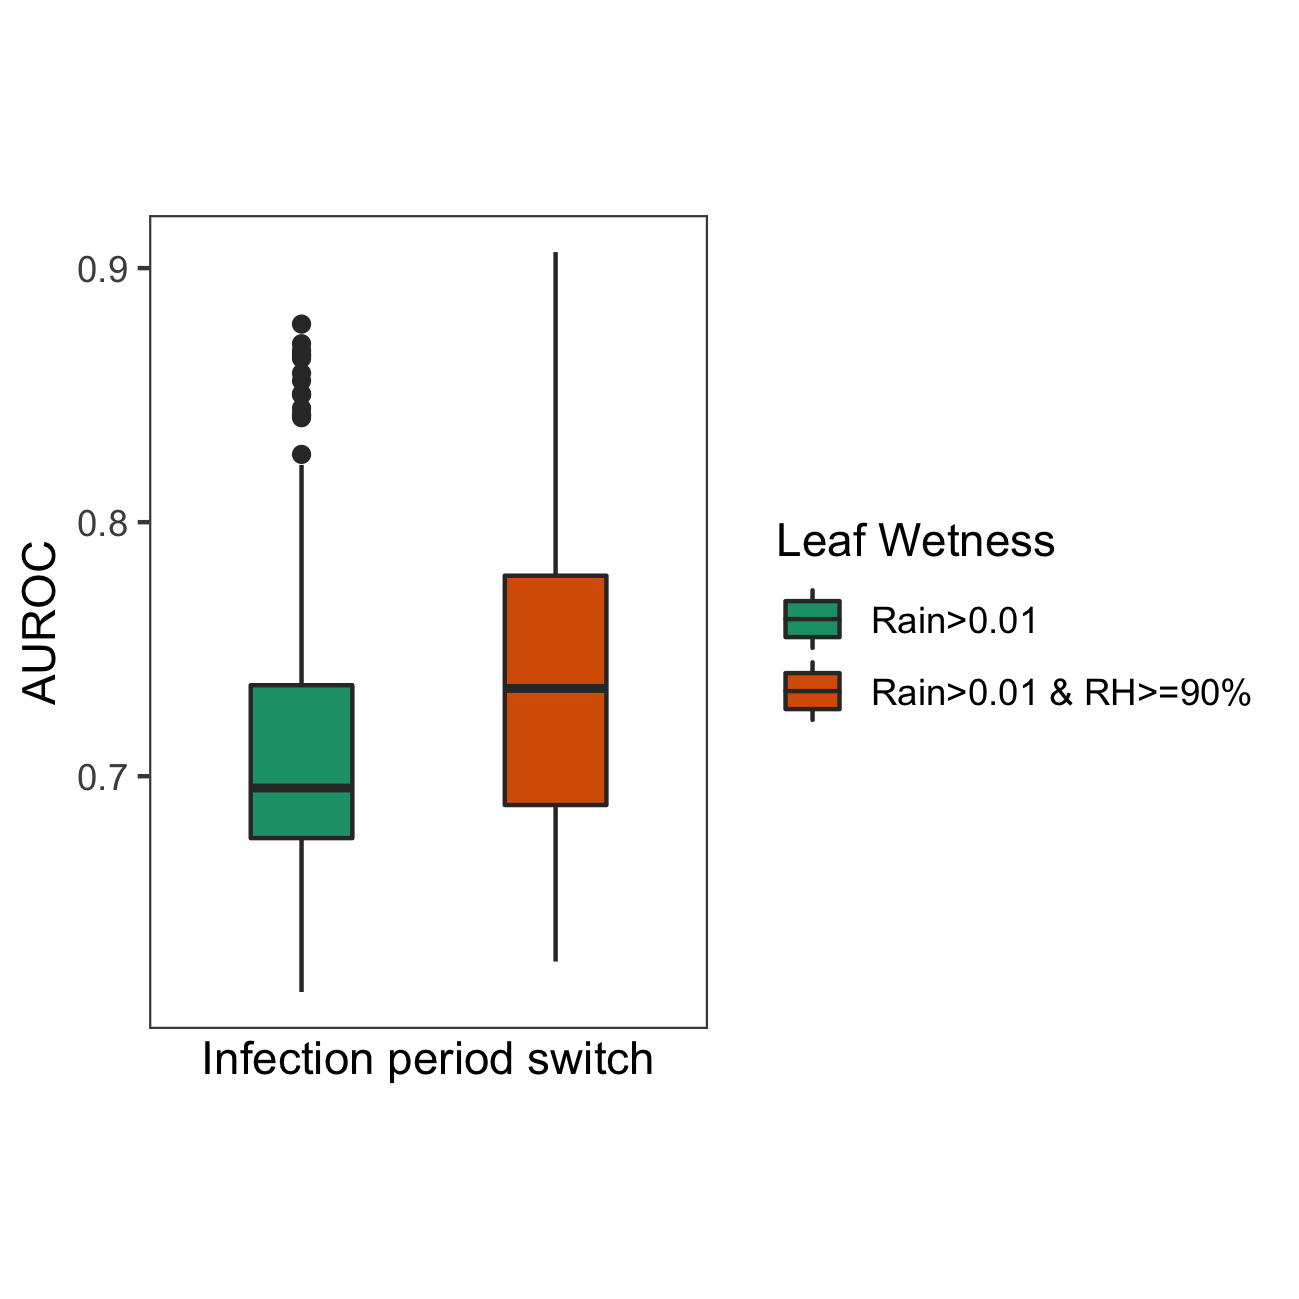 AUROC
0.9
0.8
0.7
Infection period switch
Leaf Wetness
Rain>0.01
Rain>0.01 & RH>=90%